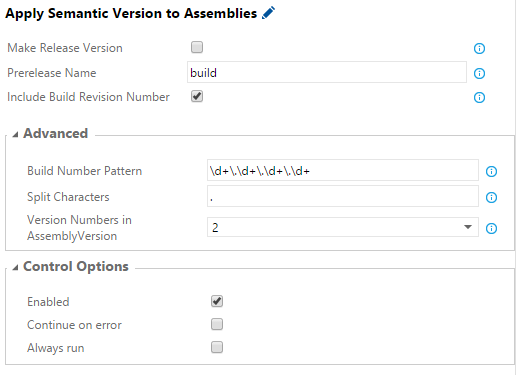 Apply Semantic Version to Assemblies
Make Release Version
Prerelease Name build
Include Build Revision Number
Advanced
Build Number Pattern \d+\.\d+\.\d+\.\d+
Split Characters .
Version Numbers in
AssemblyVersion 2
Control Options
Enabled
Continue on error
Always run